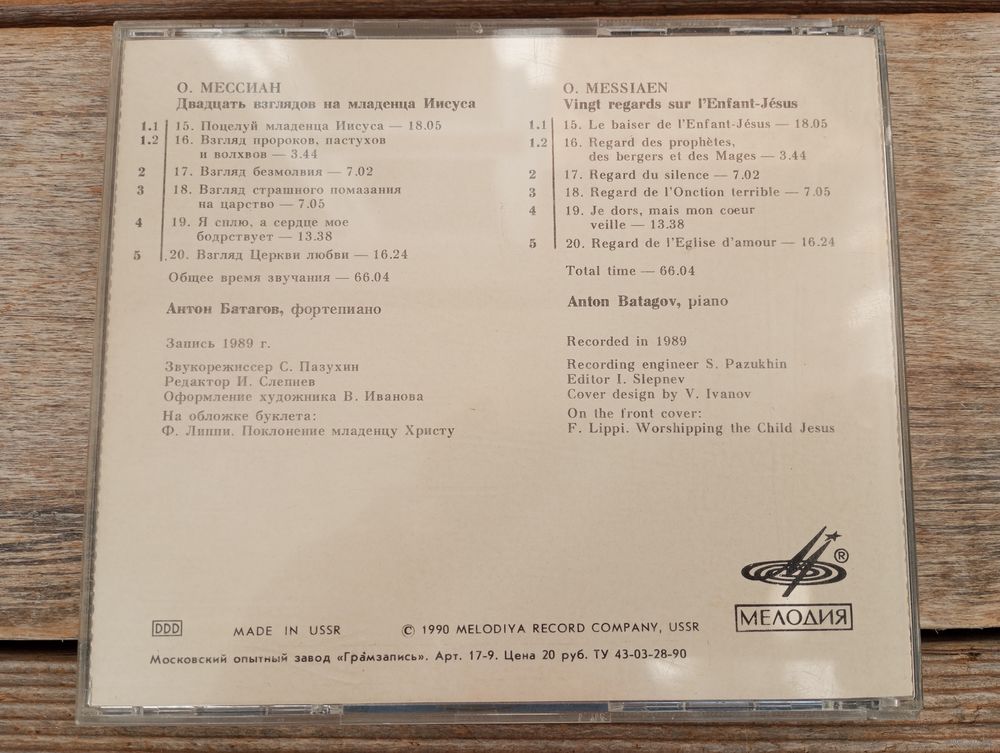 О. МЕССИАН
Двадцать взглядов на младенца Иисуса
1.1 15. Поцелуй младенца Иисуса — 18.05
1.2 16. Взгляд пророков, пастухов
и волхвов — 3.44
2 17. Взгляд безмолвия — 7.02
3 18. Взгляд страшного помазания
на царство — 7.05
4 19. Я сплю, а сердце мое
бодрствует — 13.38
5 20. Взгляд Церкви любви — 16.24
Общее время звучания — 66.04
Антон Батагов, фортепиано
Запись 1989 г.
Звукорежиссер С. Пазухин
Редактор И. Слепнев
Оформление художника В. Иванова
На обложке буклета:
Ф. Липпи. Поклонение младенцу Христу
O. MESSIAEN
Vingt regards sur l'Enfant-Jésus
1.1 15. Le baiser de l'Enfant-Jésus — 18.05
1.2 16. Regard des prophètes,
des bergers et des Mages — 3.44
2 17. Regard du silence — 7.02
3 18. Regard de l'Onction terrible — 7.05
4 19. Je dors, mais mon coeur
veille — 13.38
5 20. Regard de l'Eglise d'amour — 16.24
Total time — 66.04
Anton Batagov, piano
Recorded in 1989
Recording engineer S. Pazukhin
Editor I. Slepnev
Cover design by V. Ivanov
On the front cover:
F. Lippi. Worshipping the Child Jesus
®
МЕЛОДИЯ
DDD MADE IN USSR © 1990 MELODIYA RECORD COMPANY, USSR
Московский опытный завод «Грамзапись». Арт. 17-9. Цена 20 руб. ТУ 43-03-28-90